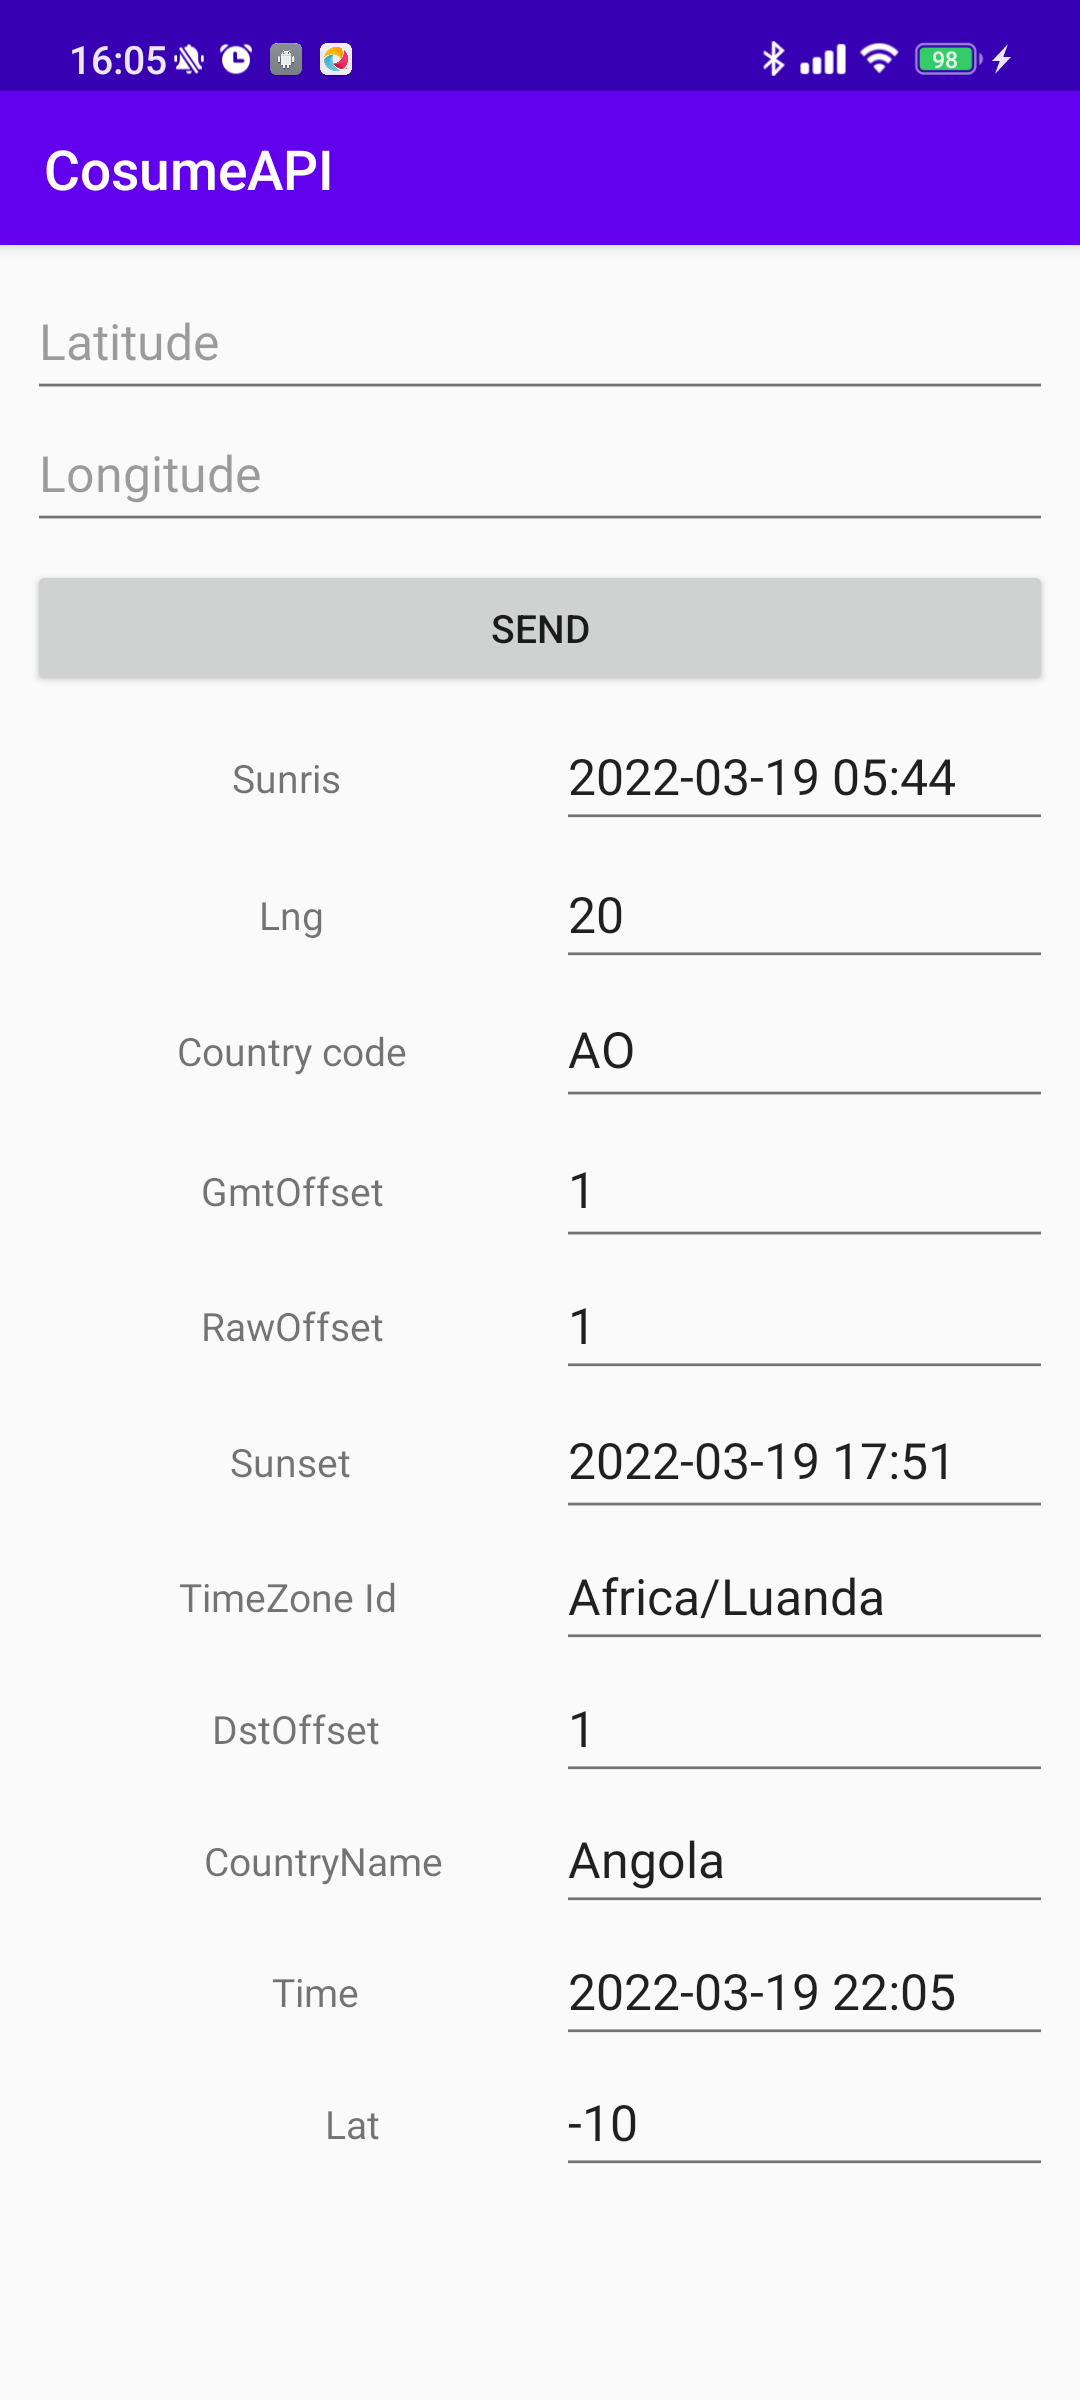 16:05
98
CosumeAPI
Latitude
Longitude
SEND
Sunris 2022-03-19 05:44
Lng 20
Country code AO
GmtOffset 1
RawOffset 1
Sunset 2022-03-19 17:51
TimeZone Id Africa/Luanda
DstOffset 1
CountryName Angola
Time 2022-03-19 22:05
Lat -10